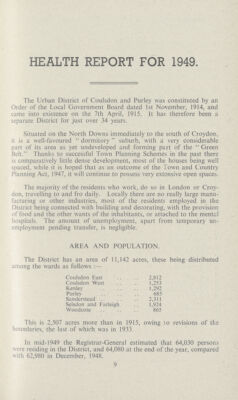 HEALTH REPORT FOR 1949.
The Urban District of Coulsdon and Purley was constituted by an
Order of the Local Government Board dated 1st November, 1914, and
came into existence on the 7th April, 1915. It has therefore been a
separate District for just over 34 years.
Situated on the North Downs immediately to the south of Croydon,
it is a well-favoured "dormitory" suburb, with a very considerable
part of its area as yet undeveloped and forming part of the "Green
Belt." Thanks to successful Town Planning Schemes in the past there
is comparatively little dense development, most of the houses being well
spaced, while it is hoped that as an outcome of the Town and Country
Planning Act, 1947, it will continue to possess very extensive open spaces.
The majority of the residents who work, do so in London or Croy-
don, travelling to and fro daily. Locally there are no really large manu-
facturing or other industries, most of the residents employed in the
District being connected with building and decorating, with the provision
of food and the other wants of the inhabitants, or attached to the mental
hospitals. The amount of unemployment, apart from temporary un-
employment pending transfer, is negligible.
AREA AND POPULATION.
The District has an area of 11,142 acres, these being distributed
among the wards as follows :—
Coulsdon East .. .. 2,812
Coulsdon West .. .. 1,253
Kenley .. .. 1,292
Purley .. .. 685
Sanderstead .. .. 2,311
Selsdon and Farleigh .. 1,924
Woodcote .. .. 865
This is 2,507 acres more than in 1915, owing to revisions of the
boundaries, the last of which was in 1933.
In mid-1949 the Registrar-General estimated that 64,030 persons
were residing in the District, and 64,080 at the end of the year, compared
with 62,980 in December, 1948.
9